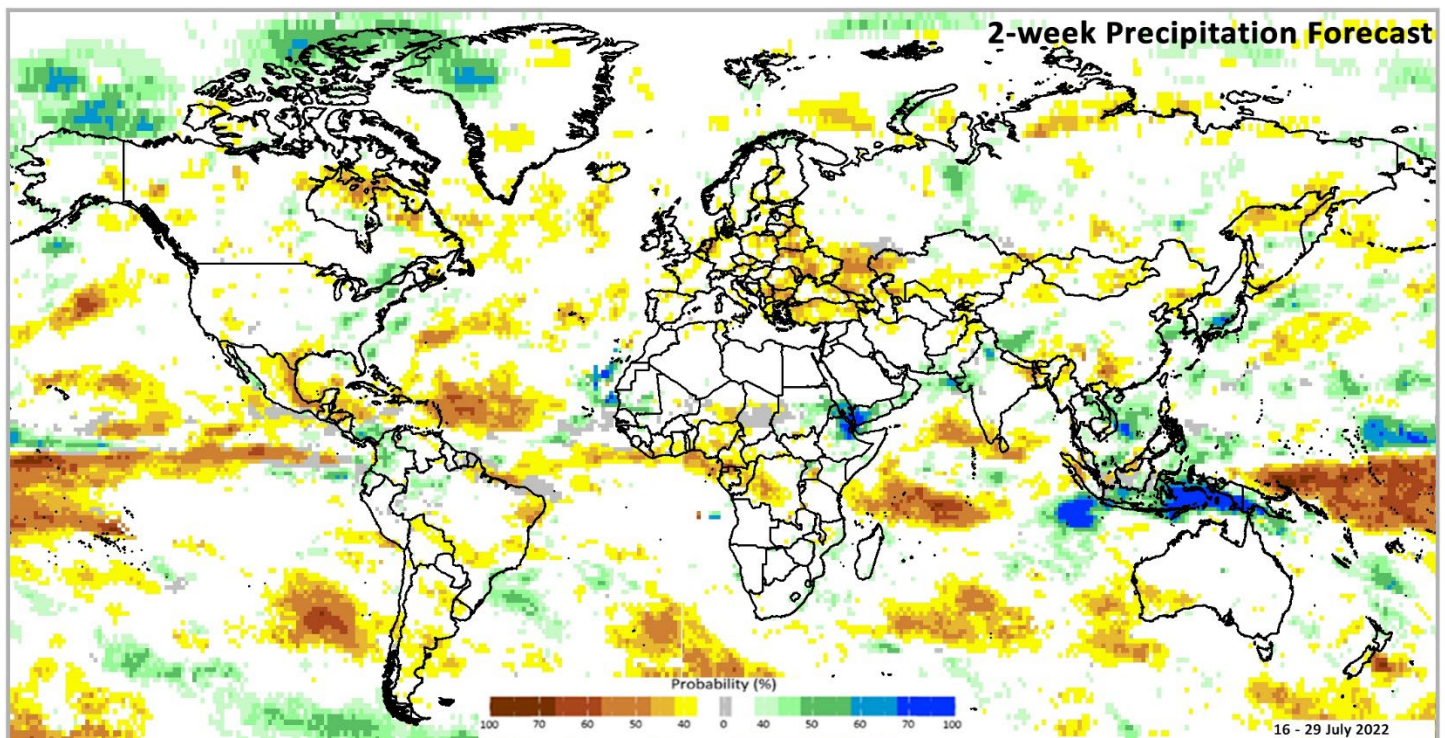 2-week Precipitation Forecast
Probability (%)
100 70 60 50 40 0 40 50 60 70 100
16 - 29 July 2022